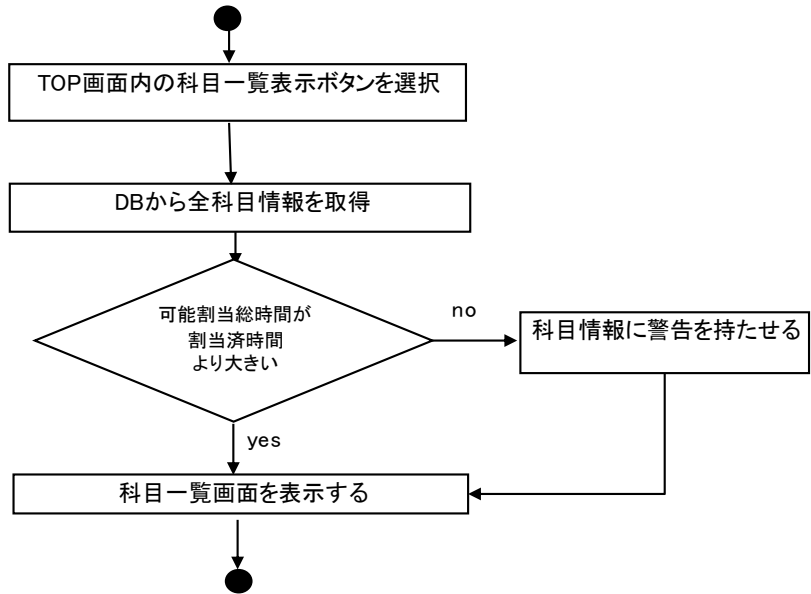 TOP画面内の科目一覧表示ボタンを選択
DBから全科目情報を取得
可能割当総時間が
割当済時間
より大きい
no
科目情報に警告を持たせる
yes
科目一覧画面を表示する